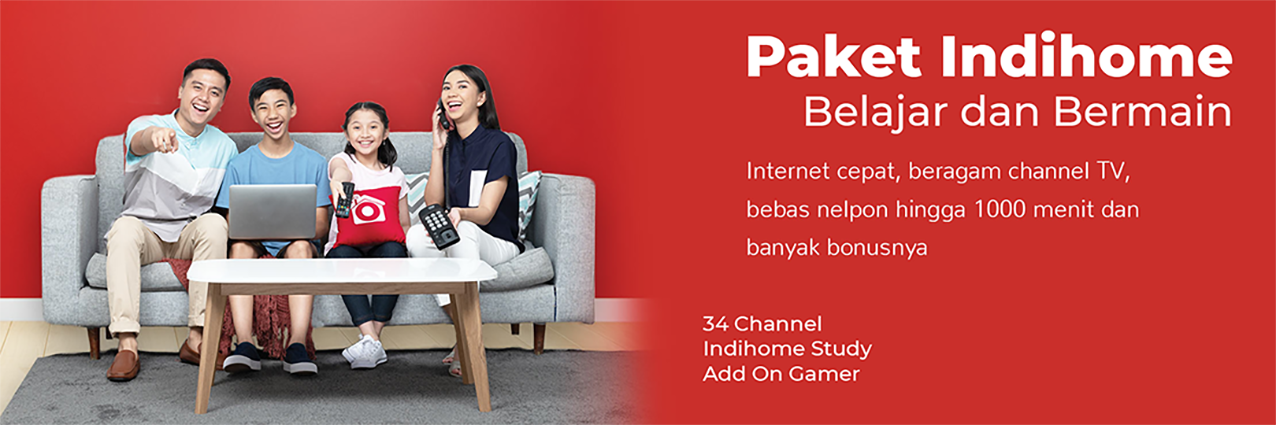 Paket Indihome
Belajar dan Bermain
Internet cepat, beragam channel TV,
bebas nelpon hingga 1000 menit dan
banyak bonusnya
34 Channel
Indihome Study
Add On Gamer